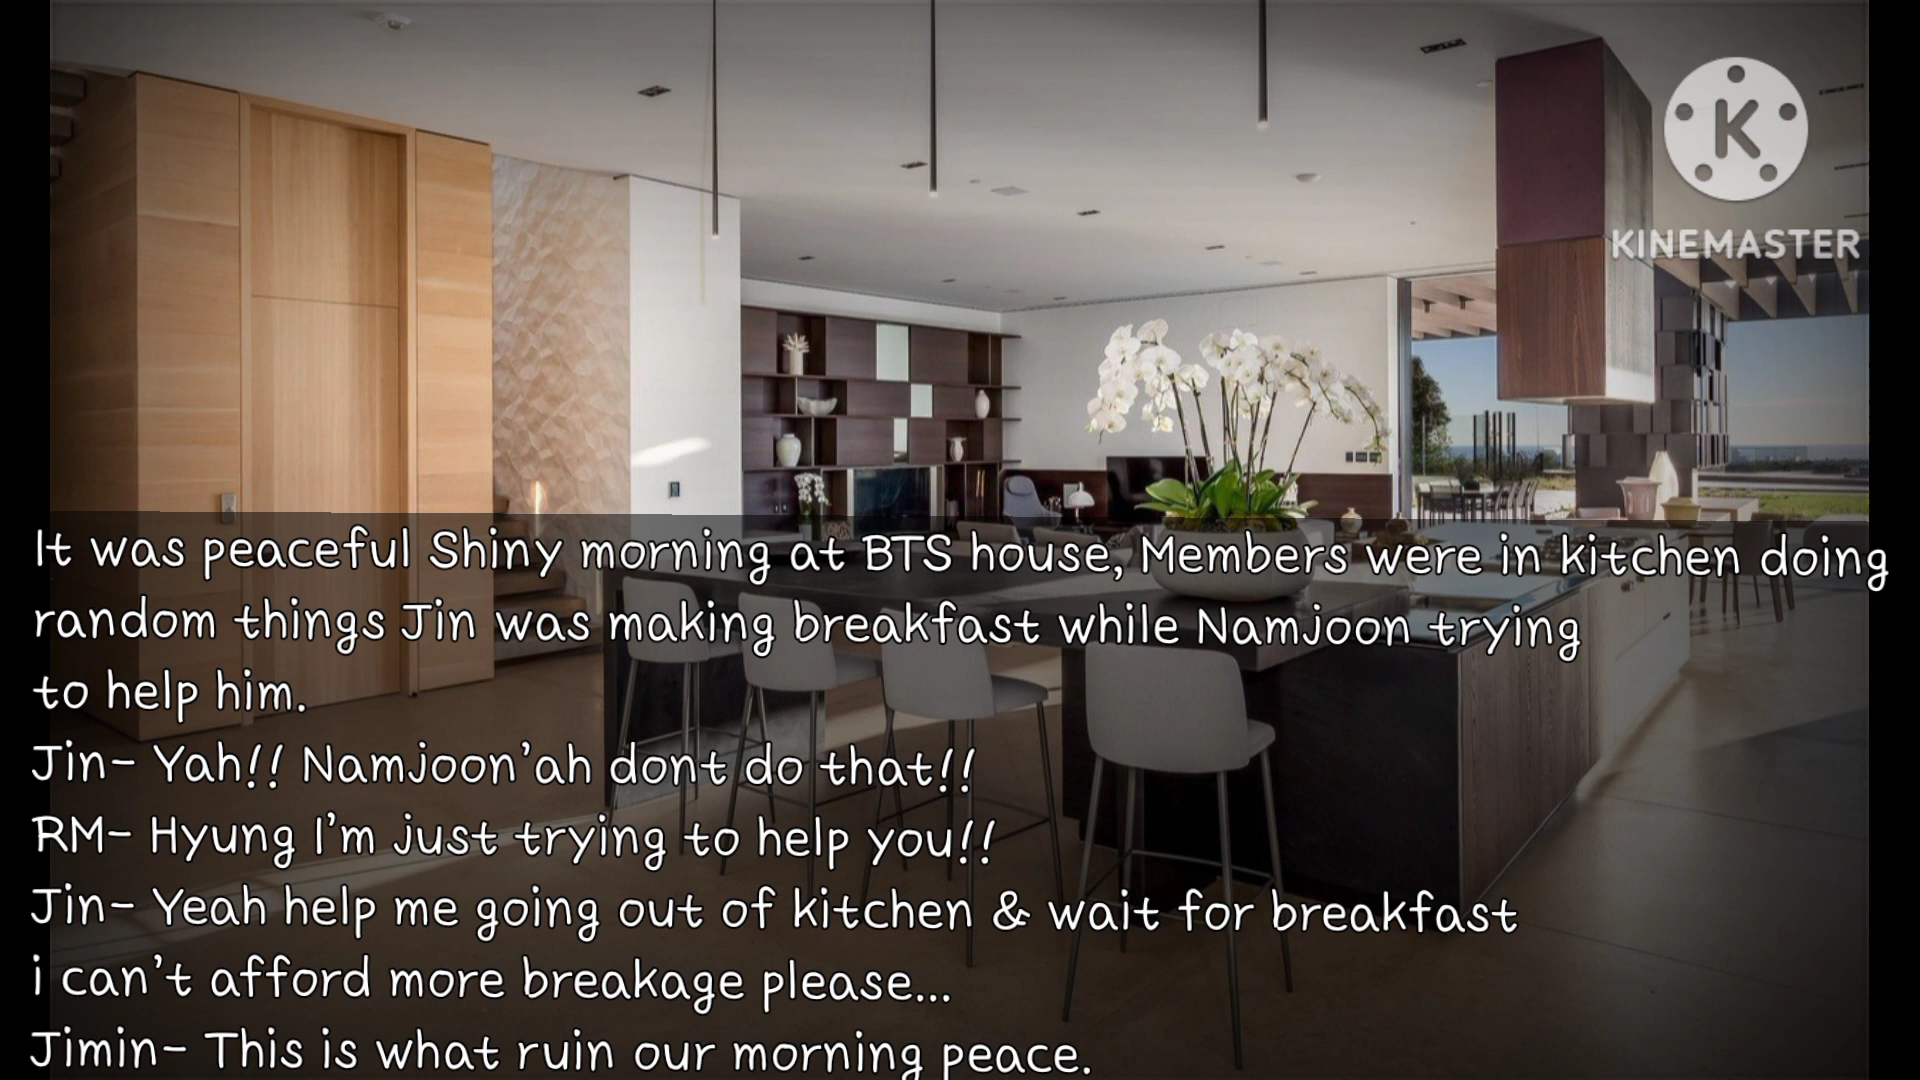 K
KINEMASTER
It was peaceful Shiny morning at BTS house, Members were in kitchen doing
random things Jin was making breakfast while Namjoon trying
to help him.
Jin- Yah!! Namjoon'ah dont do that!!
RM- Hyung I'm just trying to help you!!
Jin- Yeah help me going out of kitchen & wait for breakfast
i can't afford more breakage please...
Jimin- This is what ruin our morning peace.